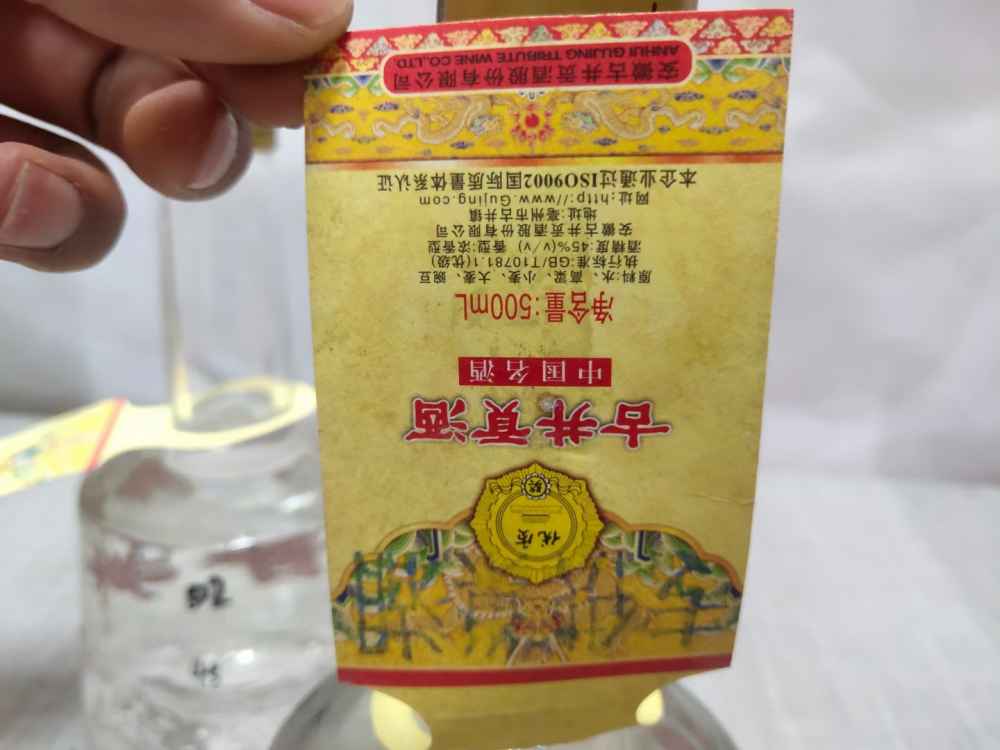 优质
古井贡酒
中国名酒
净含量:500mL
原料:水、高粱、小麦、大麦、豌豆
执行标准:GB/T10781.1(优级)
酒精度:45%(v/v) 香型:浓香型
安徽古井贡酒股份有限公司
地址:亳州市古井镇
网址:http://www.Gujing.com
本企业通过ISO9002国际质量体系认证
安徽古井贡酒股份有限公司
ANHUI GUJING TRIBUTE WINE CO.,LTD
45